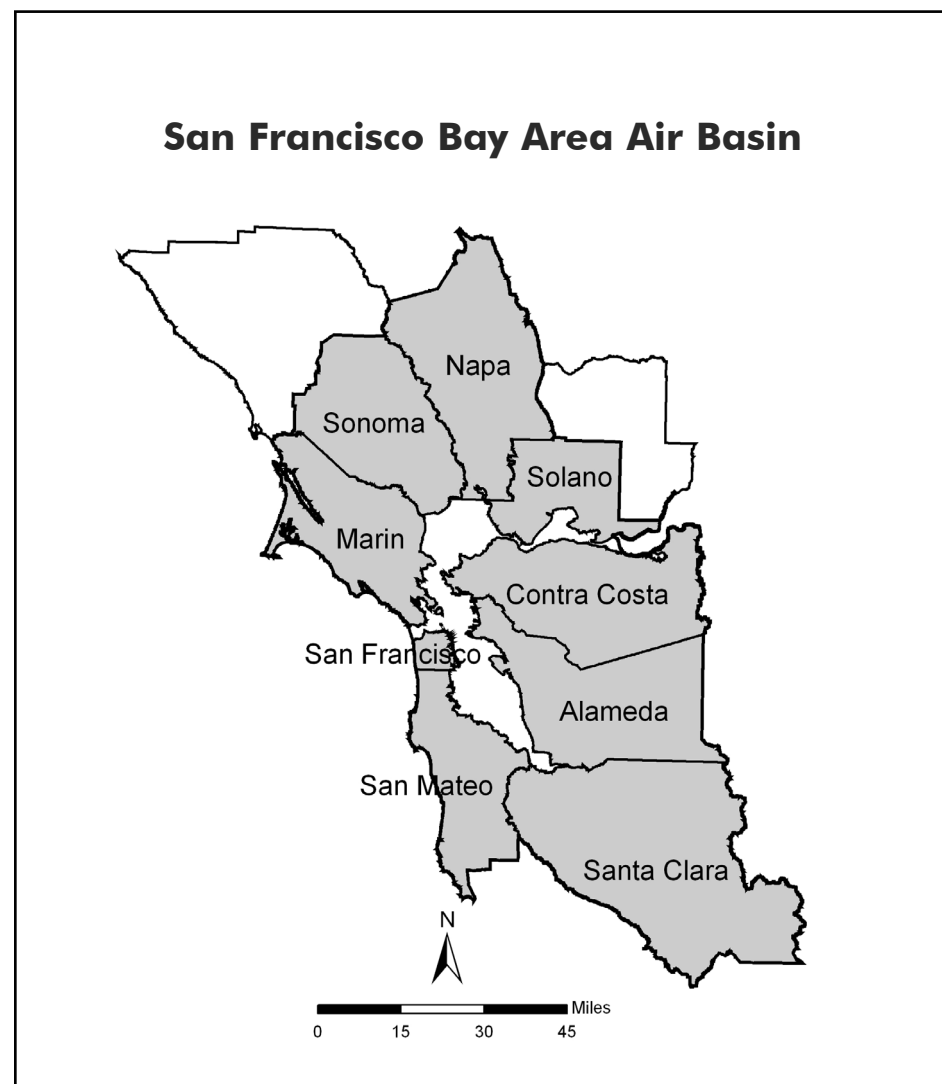 San Francisco Bay Area Air Basin
Napa
Sonoma
Solano
Marin
Contra Costa
San Francisco
Alameda
San Mateo
Santa Clara
N
Miles
0 15 30 45